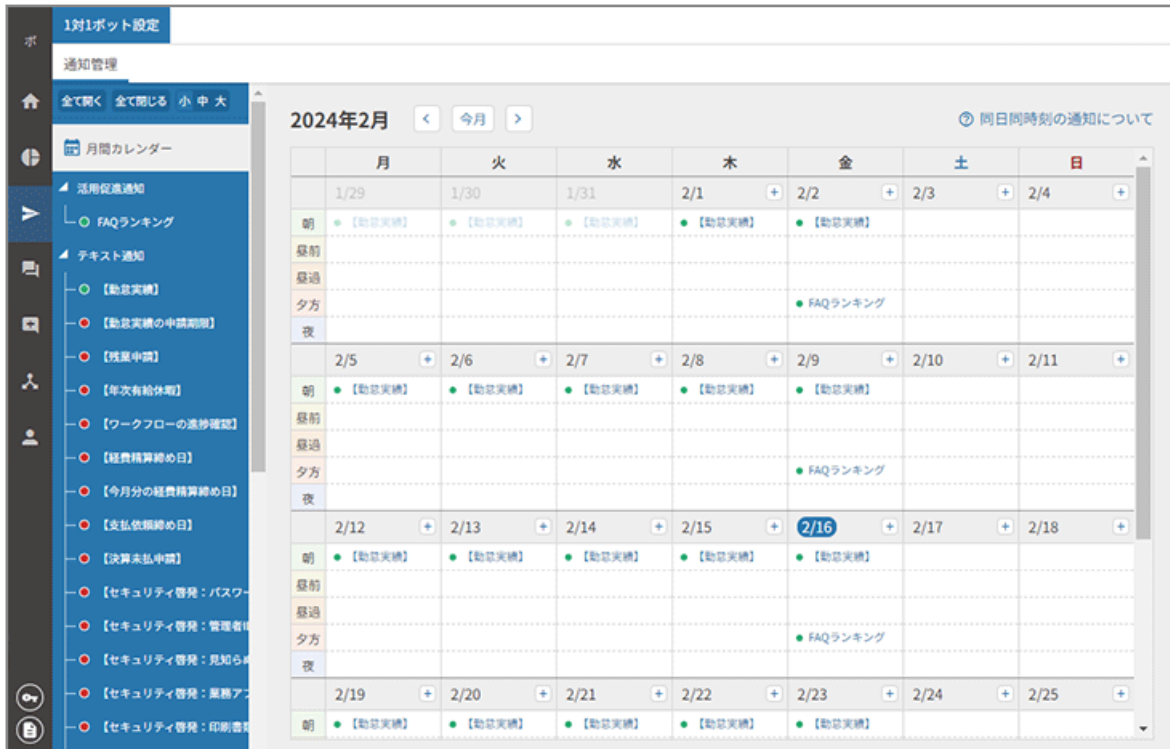 ボ
1対1ボット設定
通知管理
全て開く 全て閉じる 小 中 大
月間カレンダー
活用促進通知
FAQランキング
テキスト通知
【勤怠実績】
【勤怠実績の申請期限】
【残業申請】
【年次有給休暇】
【ワークフローの進捗確認】
【経費精算締め日】
【今月分の経費精算締め日】
【支払依頼締め日】
【決算未払申請】
【セキュリティ啓発：パスワー
【セキュリティ啓発：管理者
【セキュリティ啓発：見知ら
【セキュリティ啓発：業務ア
【セキュリティ啓発：印刷書
2024年2月 < 今月 >
同日同時刻の通知について
月 火 水 木 金 土 日
1/29 1/30 1/31 2/1 + 2/2 + 2/3 + 2/4 +
朝 【勤怠実績】 【勤怠実績】 【勤怠実績】 【勤怠実績】 【勤怠実績】
昼前
昼過
夕方 FAQランキング
夜
2/5 + 2/6 + 2/7 + 2/8 + 2/9 + 2/10 + 2/11 +
朝 【勤怠実績】 【勤怠実績】 【勤怠実績】 【勤怠実績】 【勤怠実績】
昼前
昼過
夕方 FAQランキング
夜
2/12 + 2/13 + 2/14 + 2/15 + 2/16 + 2/17 + 2/18 +
朝 【勤怠実績】 【勤怠実績】 【勤怠実績】 【勤怠実績】 【勤怠実績】
昼前
昼過
夕方 FAQランキング
夜
2/19 + 2/20 + 2/21 + 2/22 + 2/23 + 2/24 + 2/25 +
朝 【勤怠実績】 【勤怠実績】 【勤怠実績】 【勤怠実績】 【勤怠実績】